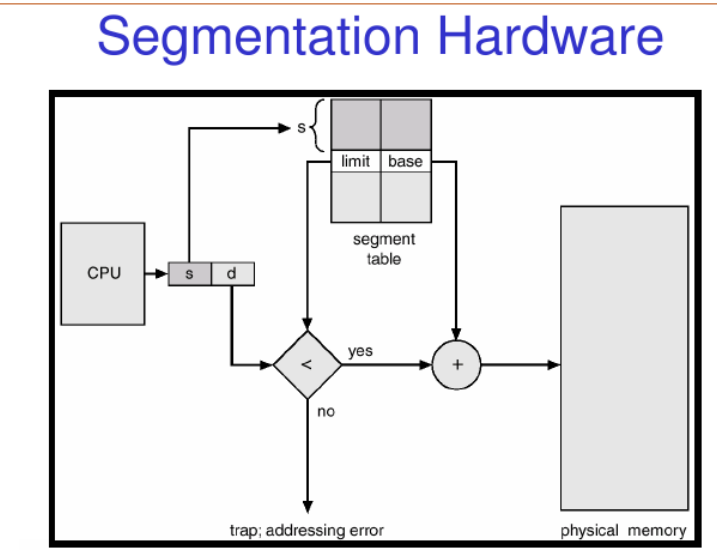 Segmentation Hardware
s
limit base
segment
table
CPU
s d
<
yes
+
no
trap; addressing error
physical memory